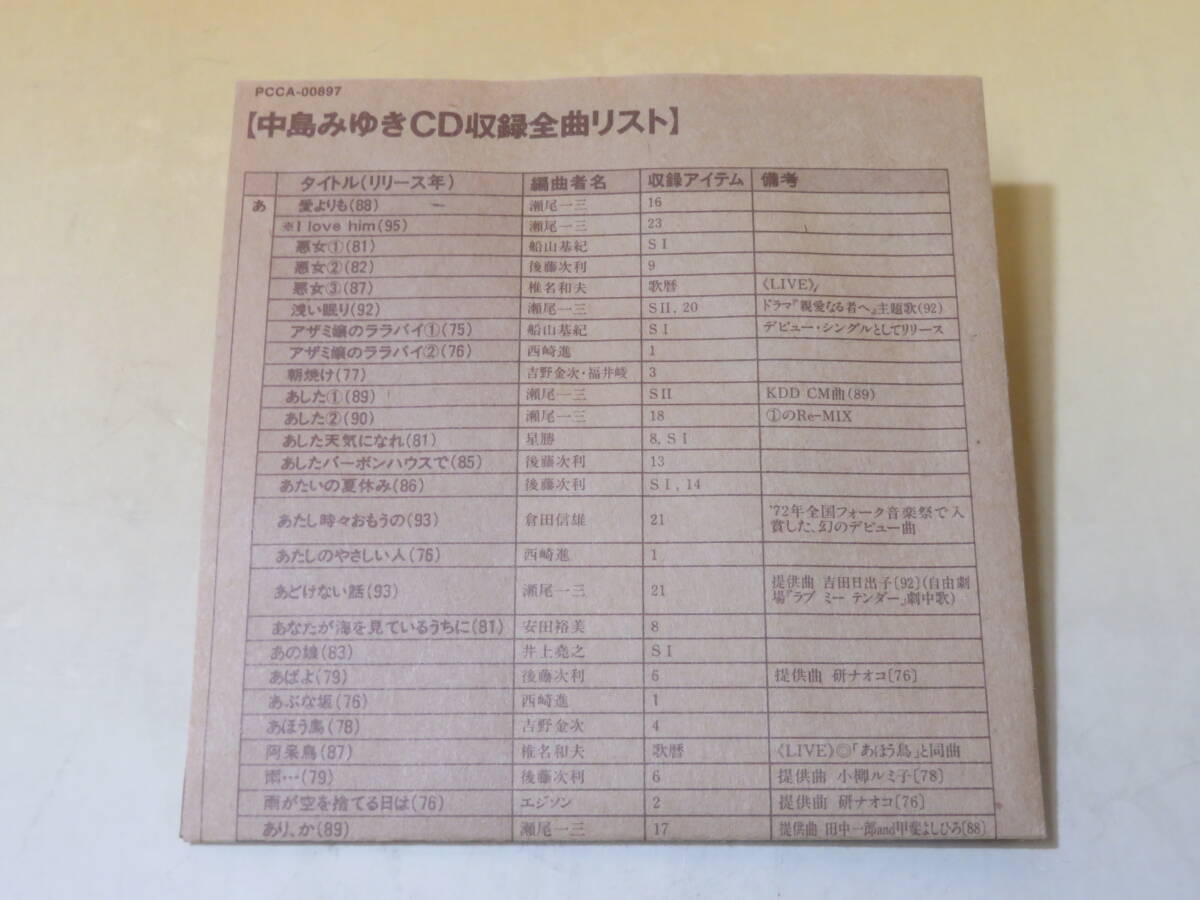 PCCA-00897
【中島みゆきCD収録全曲リスト】
タイトル(リリース年) 編曲者名 収録アイテム 備考
あ 愛よりも(88) 瀬尾一三 16
※I love him(95) 瀬尾一三 23
悪女①(81) 船山基紀 SI
悪女②(82) 後藤次利 9
悪女③(87) 椎名和夫 歌暦 《LIVE》
浅い眠り(92) 瀬尾一三 SII, 20 ドラマ『親愛なる者へ』主題歌(92)
アザミ嬢のララバイ①(75) 船山基紀 SI デビュー・シングルとしてリリース
アザミ嬢のララバイ②(76) 西崎進 1
朝焼け(77) 吉野金次・福井崚 3
あした①(89) 瀬尾一三 SII KDD CM曲(89)
あした②(90) 瀬尾一三 18 ①のRe-MIX
あした天気になれ(81) 星勝 8, SI
あしたバーボンハウスで(85) 後藤次利 13
あたいの夏休み(86) 後藤次利 SI, 14
あたし時々おもうの(93) 倉田信雄 21 '72年全国フォーク音楽祭で入
賞した、幻のデビュー曲
あたしのやさしい人(76) 西崎進 1
あどけない話(93) 瀬尾一三 21 提供曲 吉田日出子[92](自由劇
場『ラブ ミー テンダー』劇中歌)
あなたが海を見ているうちに(81) 安田裕美 8
あの娘(83) 井上堯之 SI
あばよ(79) 後藤次利 6 提供曲 研ナオコ[76]
あぶな坂(76) 西崎進 1
あほう鳥(78) 吉野金次 4
阿呆鳥(87) 椎名和夫 歌暦 《LIVE》◎「あほう鳥」と同曲
雨…(79) 後藤次利 6 提供曲 小柳ルミ子[78]
雨が空を捨てる日は(76) エジソン 2 提供曲 研ナオコ[76]
あり、か(89) 瀬尾一三 17 提供曲 田中一郎and甲斐よしひろ[88]